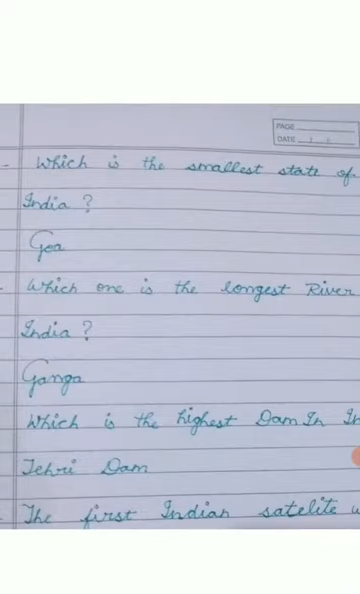 PAGE
DATE / /
- Which is the smallest state of
India ?
Goa
- Which one is the longest River
India ?
Ganga
Which is the highest Dam In In
Tehri Dam
- The first Indian satelite w